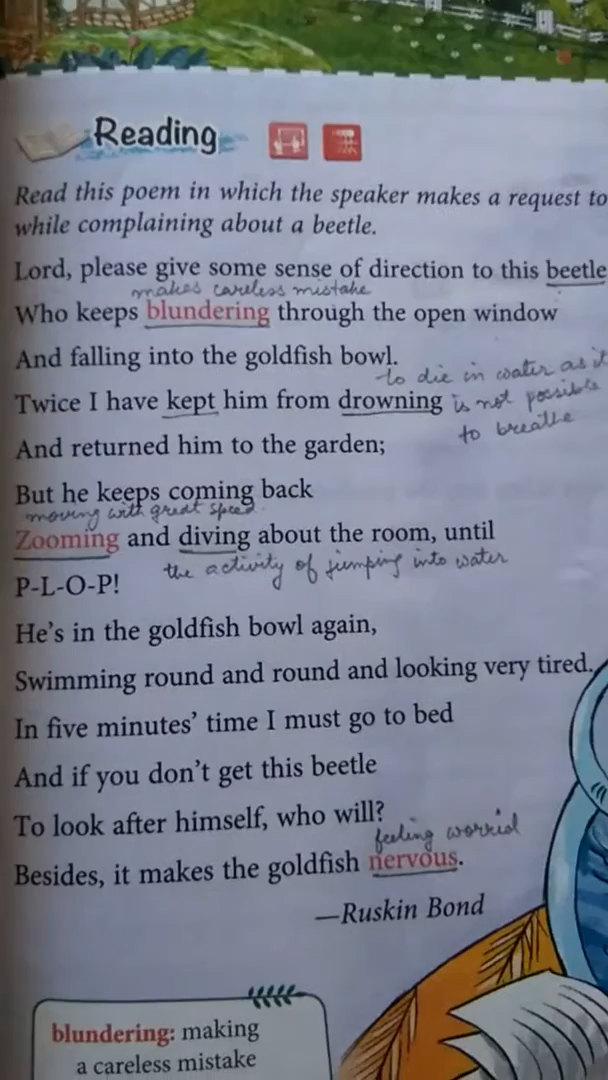 Reading
Read this poem in which the speaker makes a request to
while complaining about a beetle.
Lord, please give some sense of direction to this beetle
makes careless mistake
Who keeps blundering through the open window
And falling into the goldfish bowl.
to die in water as it
Twice I have kept him from drowning is not possible
to breathe
And returned him to the garden;
But he keeps coming back
moving with great speed
Zooming and diving about the room, until
the activity of jumping into water
P-L-O-P!
He's in the goldfish bowl again,
Swimming round and round and looking very tired.
In five minutes' time I must go to bed
And if you don't get this beetle
To look after himself, who will?
feeling worrid
Besides, it makes the goldfish nervous.
—Ruskin Bond
blundering: making
a careless mistake